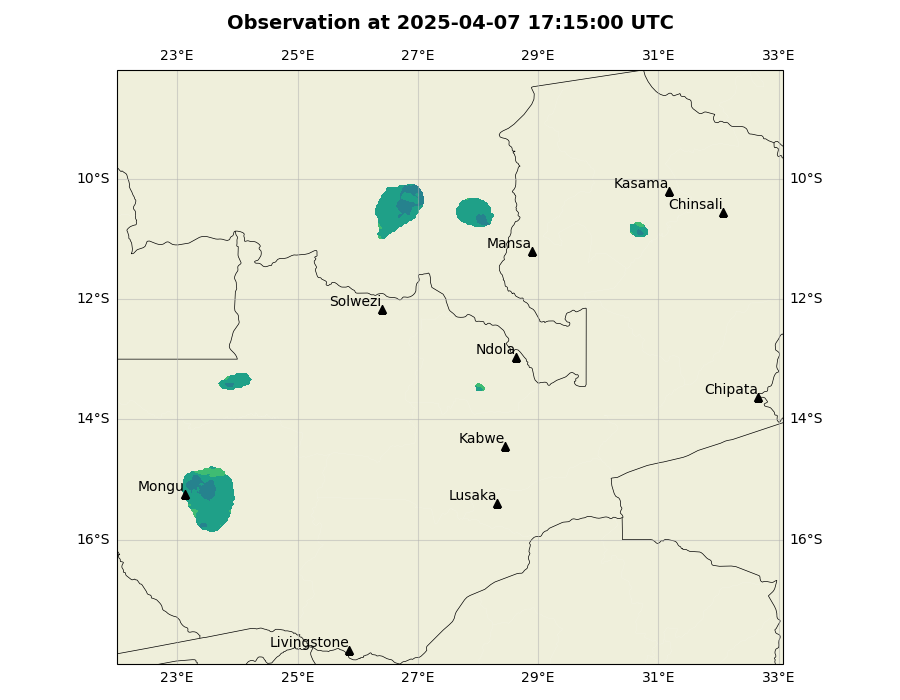 Observation at 2025-04-07 17:15:00 UTC
23°E 25°E 27°E 29°E 31°E 33°E
10°S 10°S
Kasama
Chinsali
Mansa
12°S 12°S
Solwezi
Ndola
Chipata
14°S 14°S
Kabwe
Mongu
Lusaka
16°S 16°S
Livingstone
23°E 25°E 27°E 29°E 31°E 33°E